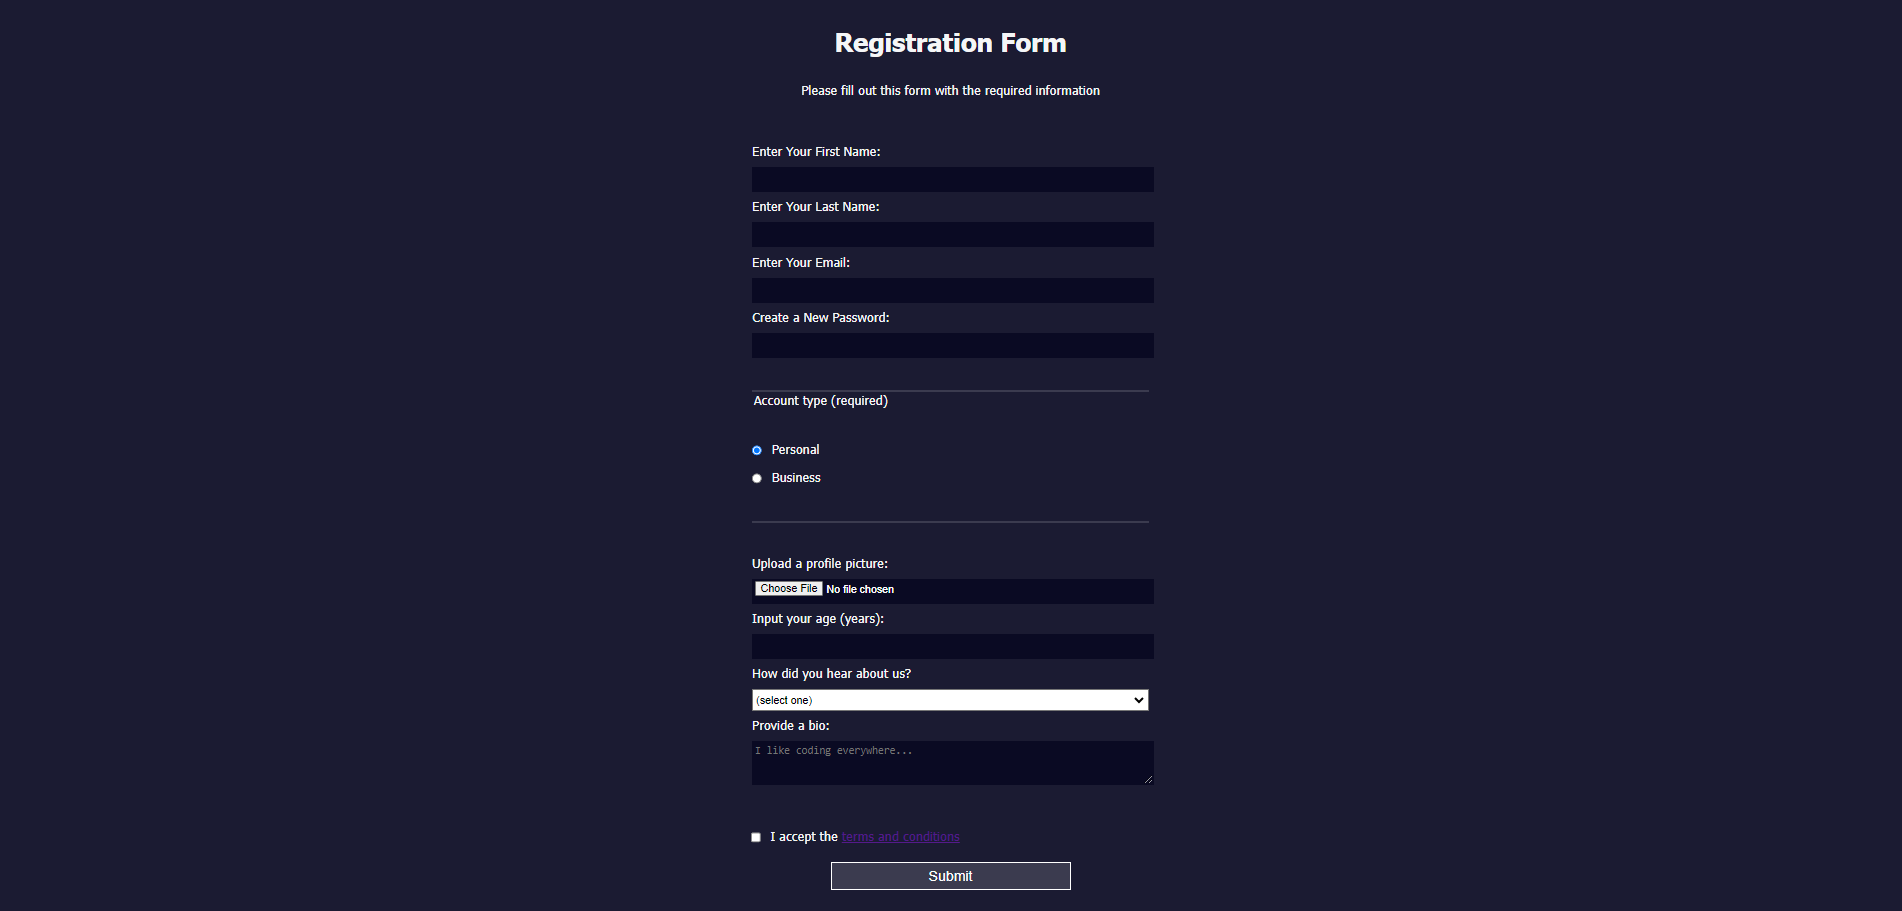 Registration Form
Please fill out this form with the required information
Enter Your First Name:
Enter Your Last Name:
Enter Your Email:
Create a New Password:
Account type (required)
Personal
Business
Upload a profile picture:
Choose File No file chosen
Input your age (years):
How did you hear about us?
(select one)
Provide a bio:
I like coding everywhere...
I accept the terms and conditions
Submit